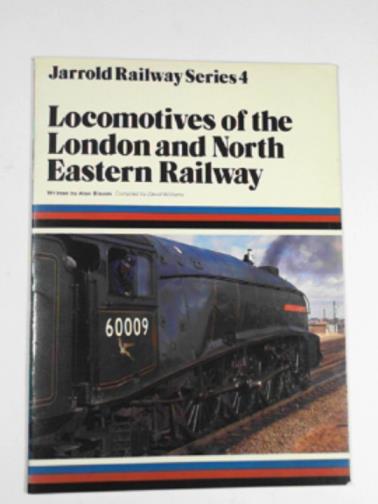 Jarrold Railway Series 4
Locomotives of the
London and North
Eastern Railway
Written by Alan Bloom Compiled by David Williams
60009